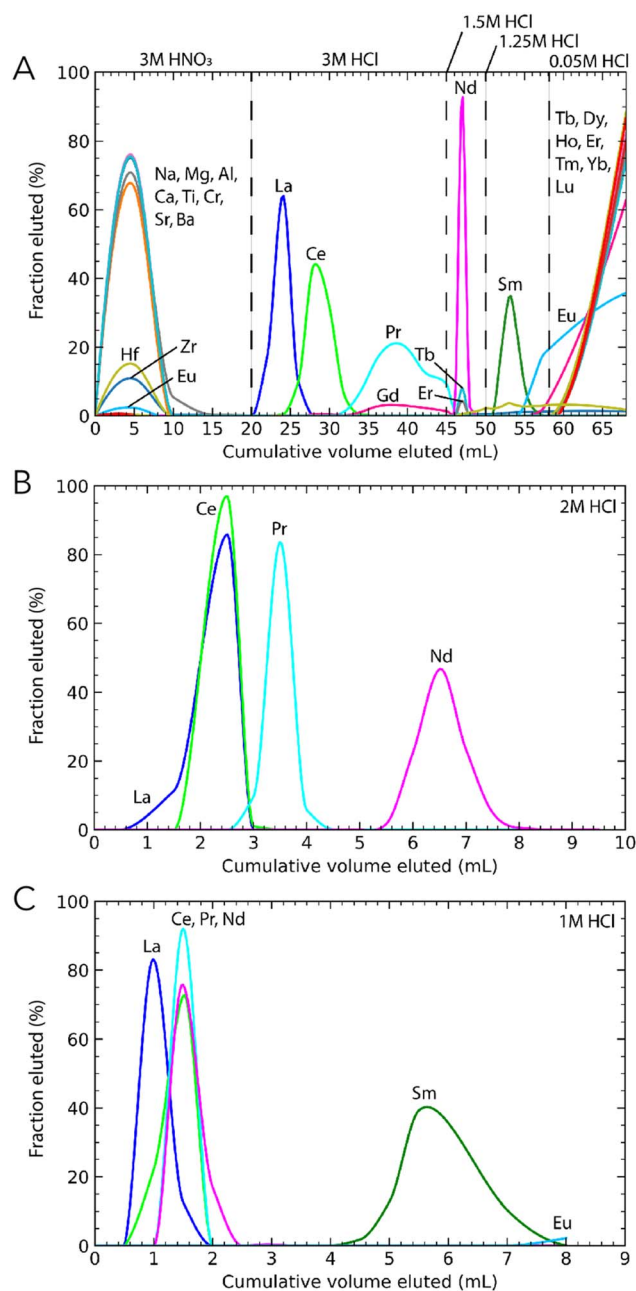 1.5M HCl
1.25M HCl
A
3M HNO₃
3M HCl
0.05M HCl
100
80
60
40
20
0
Fraction eluted (%)
Na, Mg, Al,
Ca, Ti, Cr,
Sr, Ba
Hf
Zr
Eu
La
Ce
Pr
Gd
Tb
Er
Nd
Sm
Eu
Tb, Dy,
Ho, Er,
Tm, Yb,
Lu
0 5 10 15 20 25 30 35 40 45 50 55 60 65
Cumulative volume eluted (mL)
B
2M HCl
100
80
60
40
20
0
Fraction eluted (%)
La
Ce
Pr
Nd
0 1 2 3 4 5 6 7 8 9 10
Cumulative volume eluted (mL)
C
1M HCl
100
80
60
40
20
0
Fraction eluted (%)
La
Ce, Pr, Nd
Sm
Eu
0 1 2 3 4 5 6 7 8 9
Cumulative volume eluted (mL)